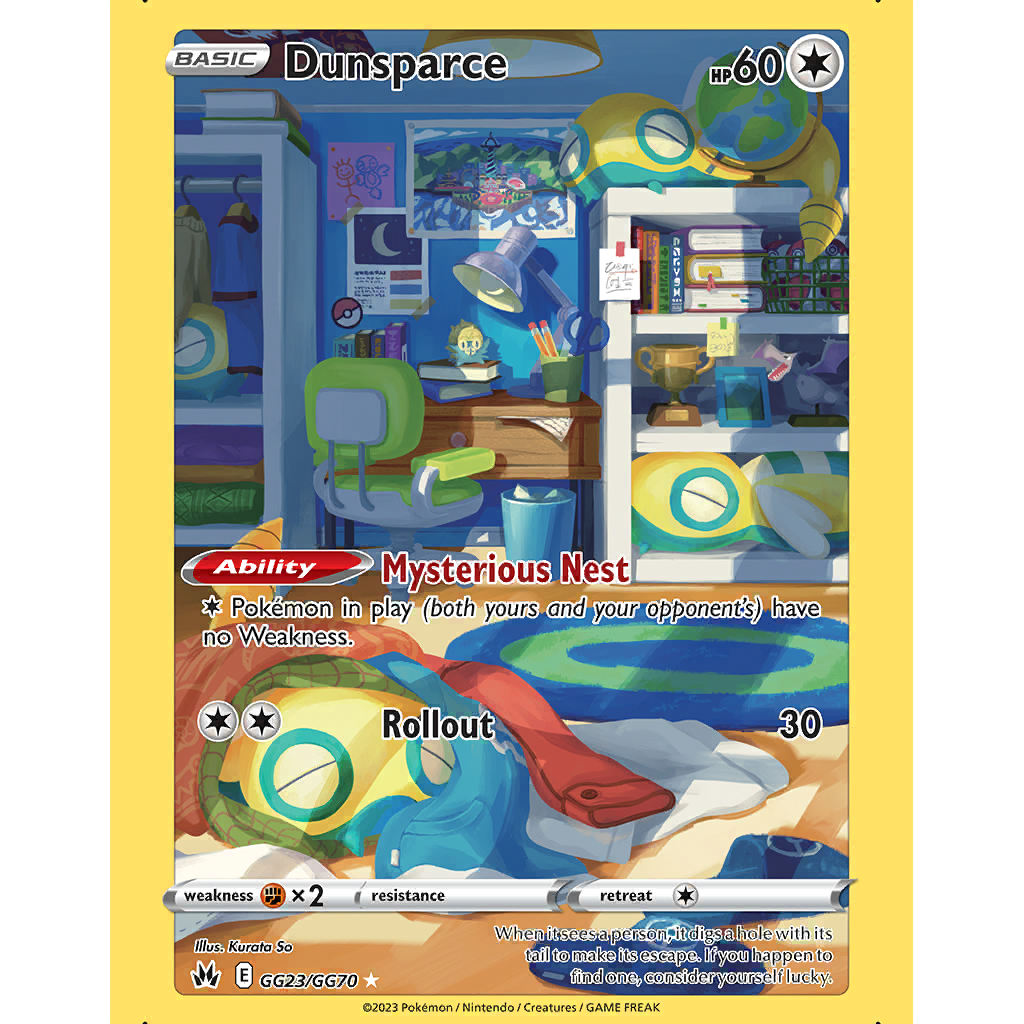 BASIC Dunsparce HP60
Ability Mysterious Nest
Pokémon in play (both yours and your opponent's) have
no Weakness.
Rollout 30
weakness ×2 resistance retreat
When it sees a person, it digs a hole with its
tail to make its escape. If you happen to
find one, consider yourself lucky.
Illus. Kurata So
E GG23/GG70
©2023 Pokémon / Nintendo / Creatures / GAME FREAK